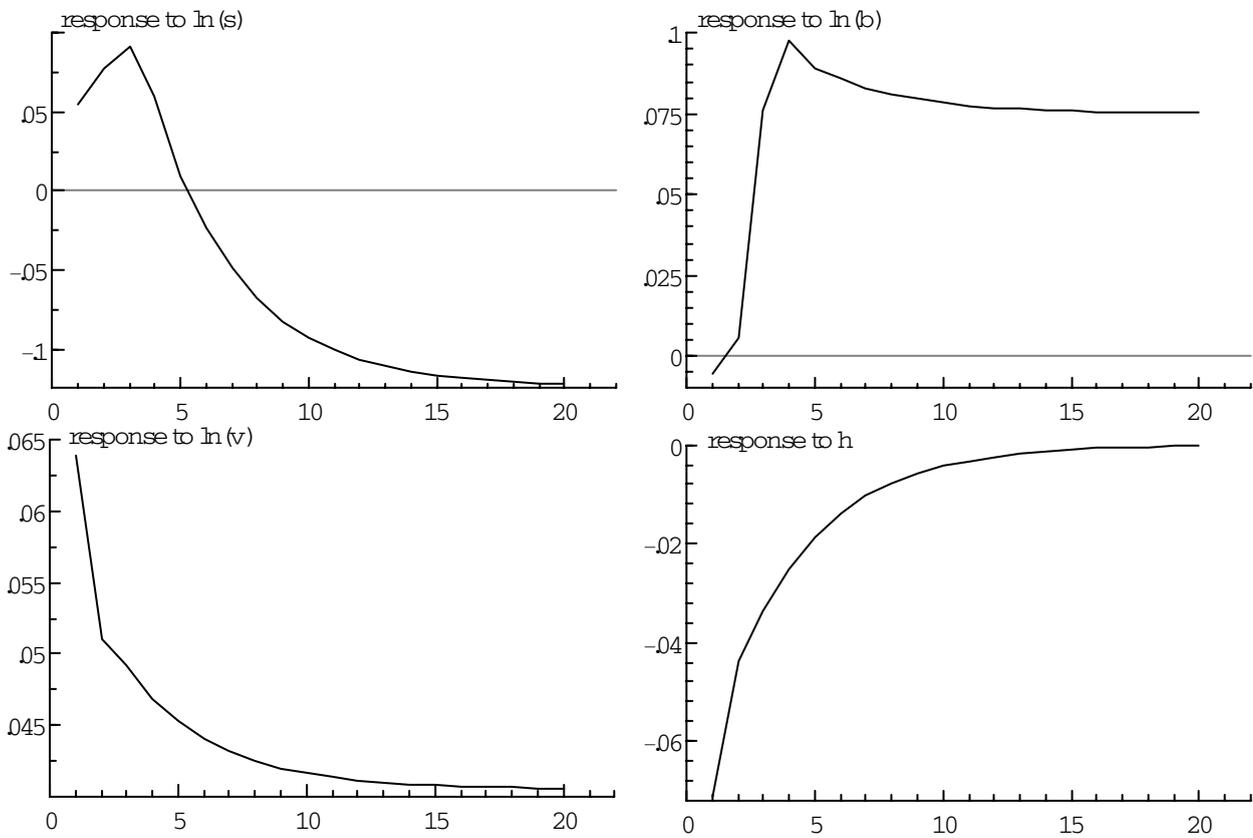 response to ln(s)
.05
0
-.05
-.1
0 5 10 15 20
response to ln(b)
.1
.075
.05
.025
0
0 5 10 15 20
response to ln(v)
.065
.06
.055
.05
.045
0 5 10 15 20
response to h
0
-.02
-.04
-.06
0 5 10 15 20